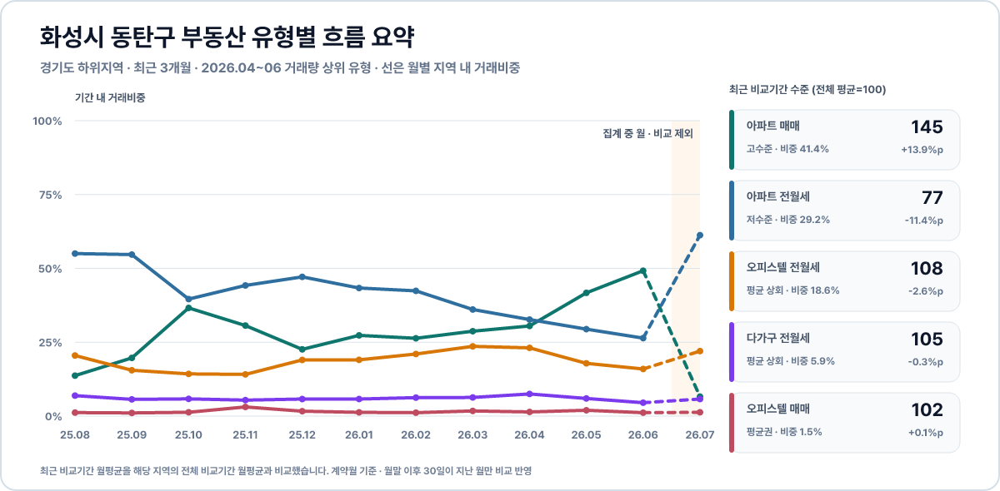 화성시 동탄구 부동산 유형별 흐름 요약
경기도 하위지역 · 최근 3개월 · 2026.04~06 거래량 상위 유형 · 선은 월별 지역 내 거래비중
기간 내 거래비중
집계 중 월 · 비교 제외
100%
75%
50%
25%
0%
25.08 25.09 25.10 25.11 25.12 26.01 26.02 26.03 26.04 26.05 26.06 26.07
최근 비교기간 수준 (전체 평균=100)
아파트 매매 145
고수준 · 비중 41.4% +13.9%p
아파트 전월세 77
저수준 · 비중 29.2% -11.4%p
오피스텔 전월세 108
평균 상회 · 비중 18.6% -2.6%p
다가구 전월세 105
평균 상회 · 비중 5.9% -0.3%p
오피스텔 매매 102
평균권 · 비중 1.5% +0.1%p
최근 비교기간 월평균을 해당 지역의 전체 비교기간 월평균과 비교했습니다. 계약월 기준 · 월말 이후 30일이 지난 월만 비교 반영